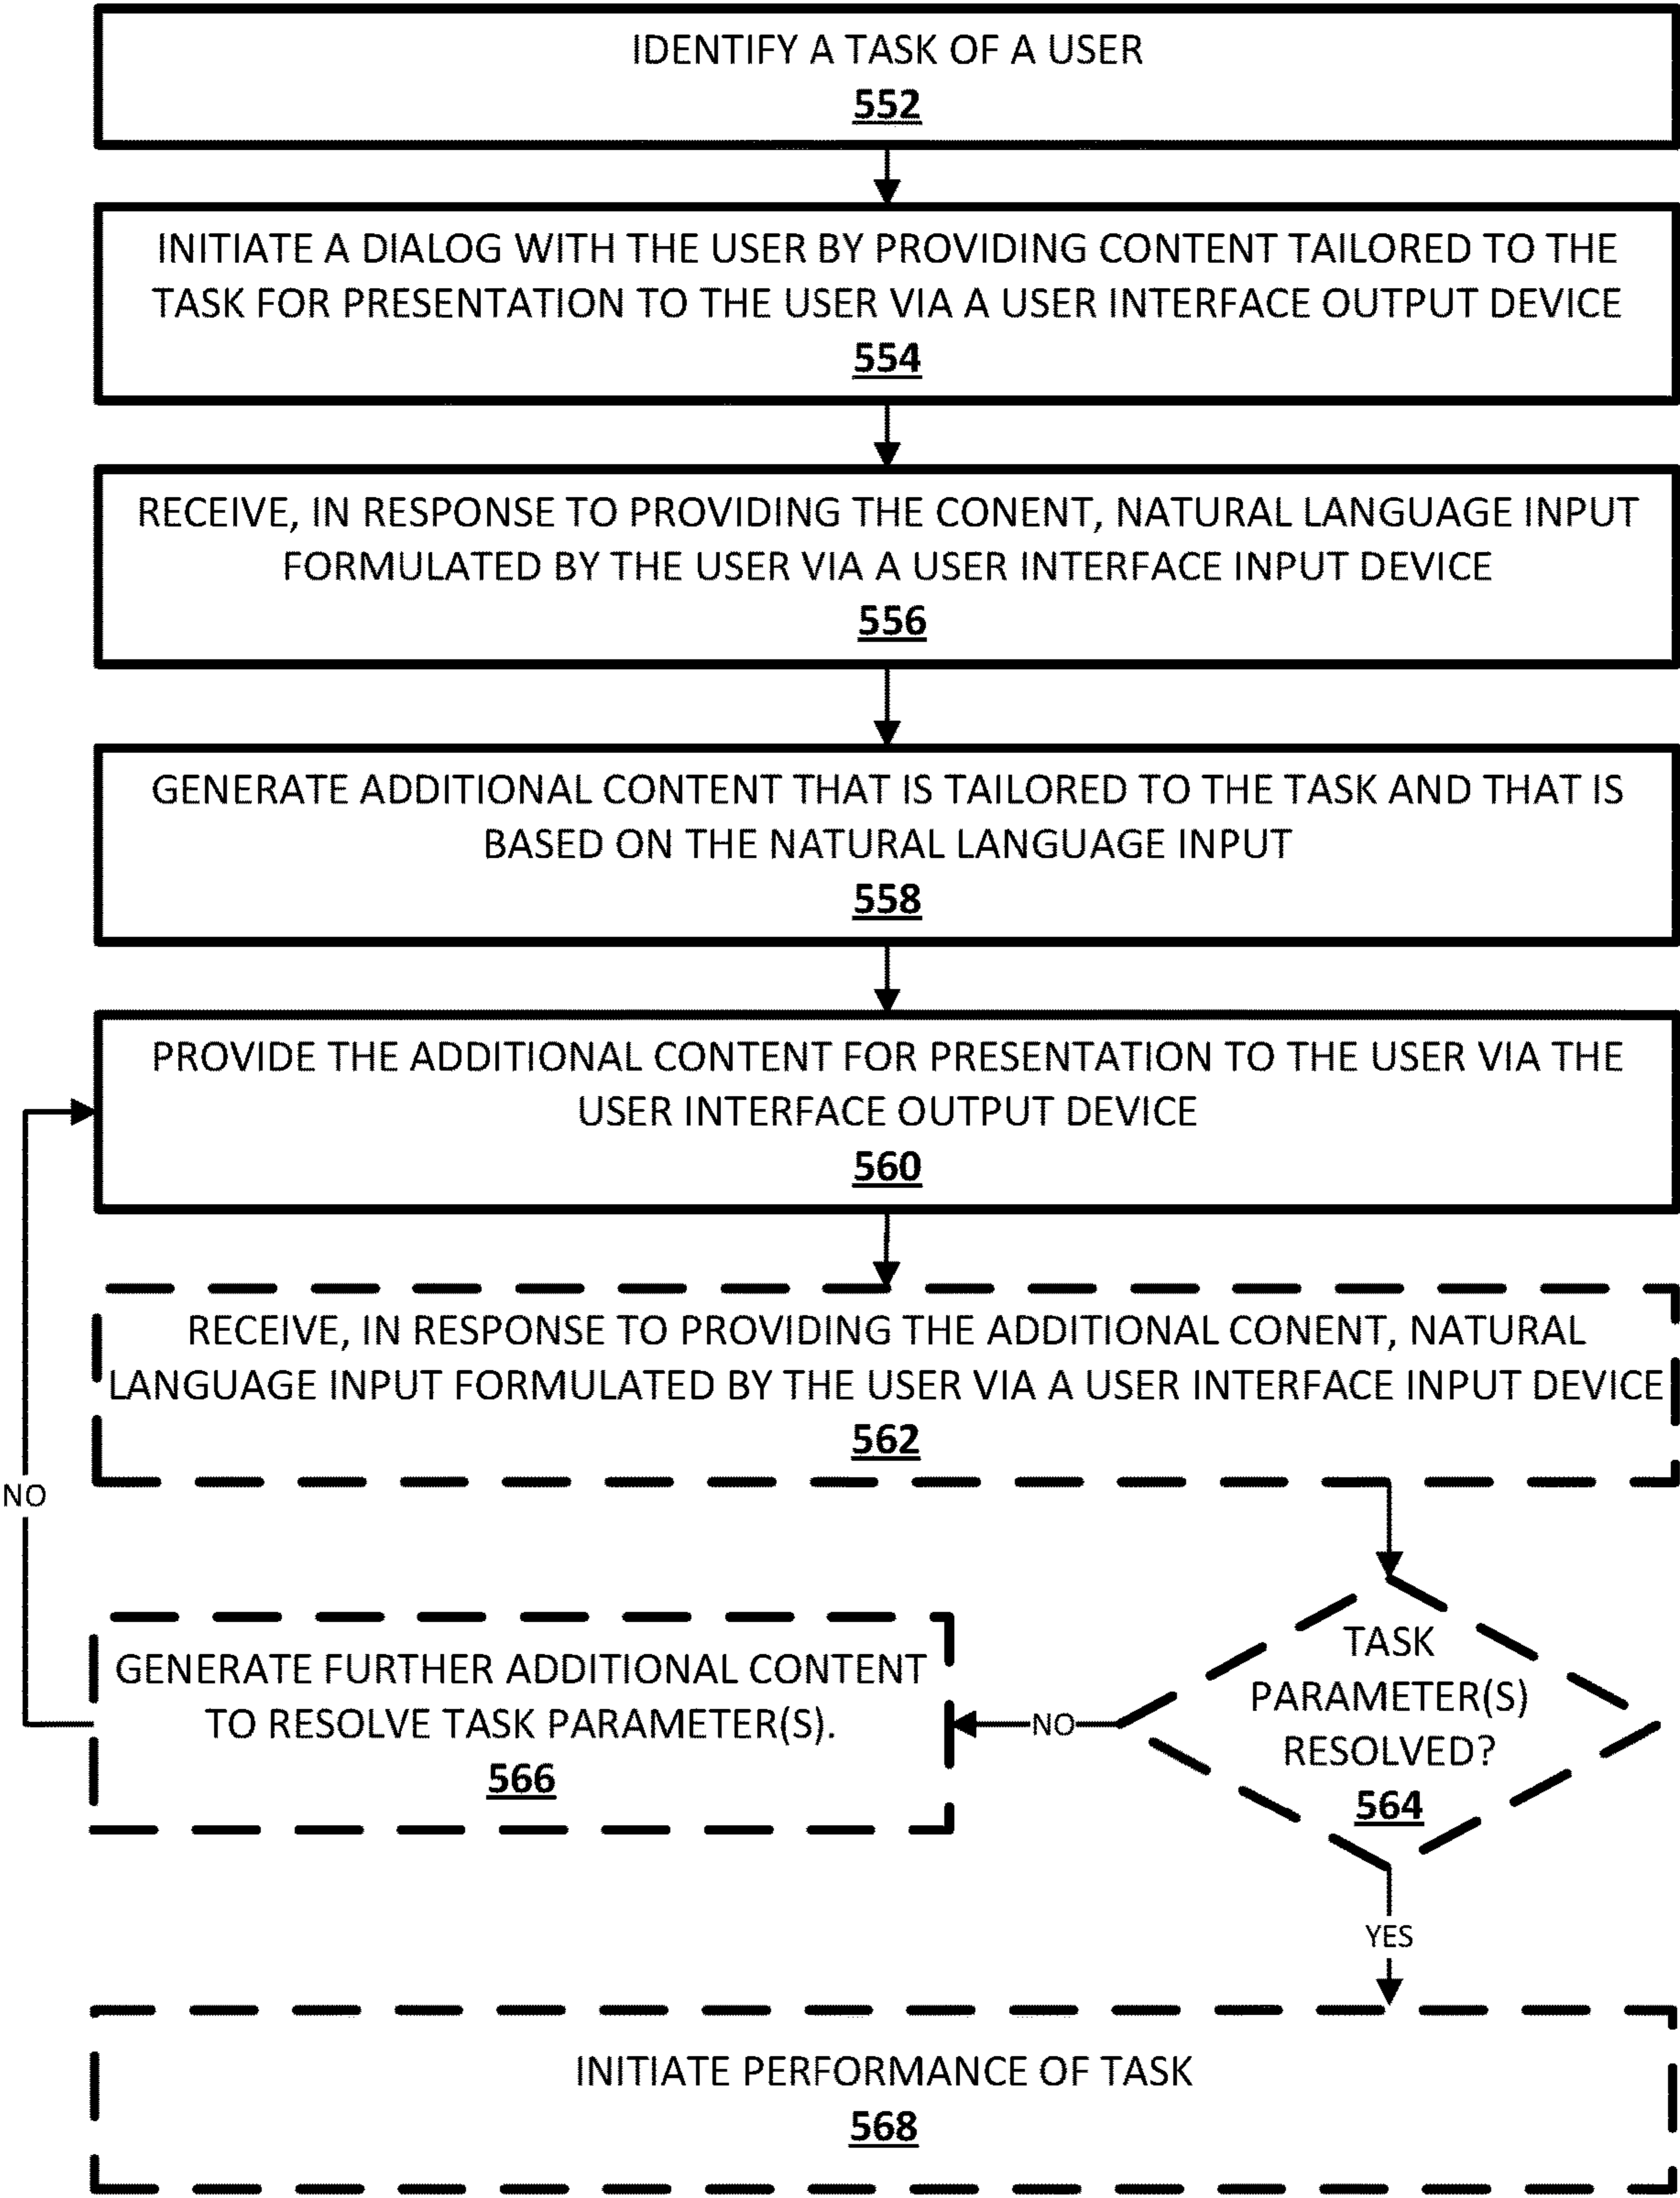 IDENTIFY A TASK OF A USER
552
INITIATE A DIALOG WITH THE USER BY PROVIDING CONTENT TAILORED TO THE
TASK FOR PRESENTATION TO THE USER VIA A USER INTERFACE OUTPUT DEVICE
554
RECEIVE, IN RESPONSE TO PROVIDING THE CONENT, NATURAL LANGUAGE INPUT
FORMULATED BY THE USER VIA A USER INTERFACE INPUT DEVICE
556
GENERATE ADDITIONAL CONTENT THAT IS TAILORED TO THE TASK AND THAT IS
BASED ON THE NATURAL LANGUAGE INPUT
558
PROVIDE THE ADDITIONAL CONTENT FOR PRESENTATION TO THE USER VIA THE
USER INTERFACE OUTPUT DEVICE
560
RECEIVE, IN RESPONSE TO PROVIDING THE ADDITIONAL CONENT, NATURAL
LANGUAGE INPUT FORMULATED BY THE USER VIA A USER INTERFACE INPUT DEVICE
562
NO
TASK
PARAMETER(S)
RESOLVED?
564
NO
GENERATE FURTHER ADDITIONAL CONTENT
TO RESOLVE TASK PARAMETER(S).
566
YES
INITIATE PERFORMANCE OF TASK
568